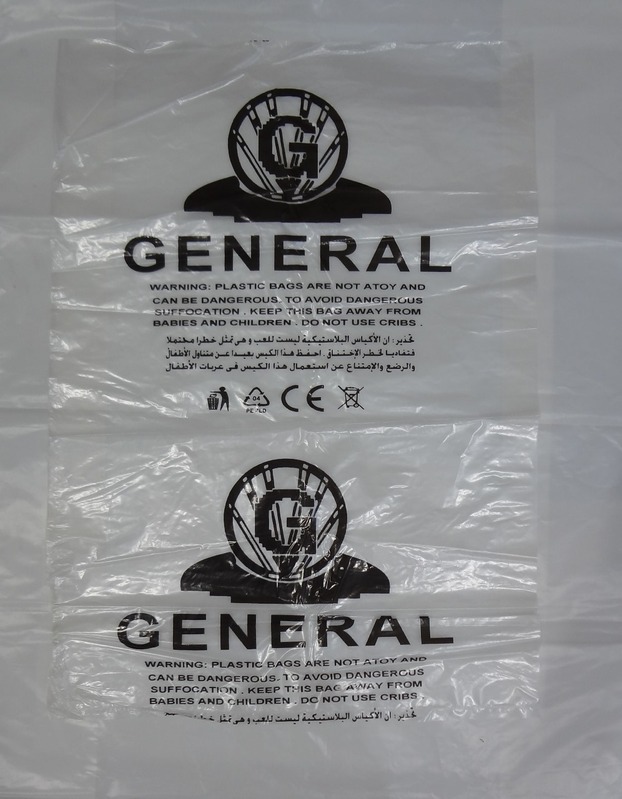 G
GENERAL
WARNING: PLASTIC BAGS ARE NOT ATOY AND
CAN BE DANGEROUS. TO AVOID DANGEROUS
SUFFOCATION . KEEP THIS BAG AWAY FROM
BABIES AND CHILDREN . DO NOT USE CRIBS .
تحذير: ان الأكياس البلاستيكية ليست للعب و هى تمثل خطرا محتملا
فتفاديا لخطر الإختناق . احفظ هذا الكيس بعيدا عن متناول الأطفال
والرضع والإمتناع عن استعمال هذا الكيس فى عربات الأطفال
04 CE
PE-LD
G
GENERAL
WARNING: PLASTIC BAGS ARE NOT ATOY AND
CAN BE DANGEROUS. TO AVOID DANGEROUS
SUFFOCATION . KEEP THIS BAG AWAY FROM
BABIES AND CHILDREN . DO NOT USE CRIBS .
تحذير: ان الأكياس البلاستيكية ليست للعب و هى تمثل خطرا